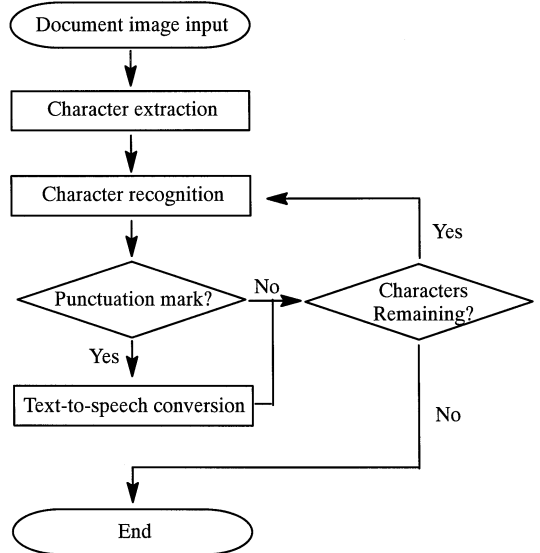 Document image input
Character extraction
Character recognition
Yes
Punctuation mark?
No
Characters
Remaining?
Yes
Text-to-speech conversion
No
End